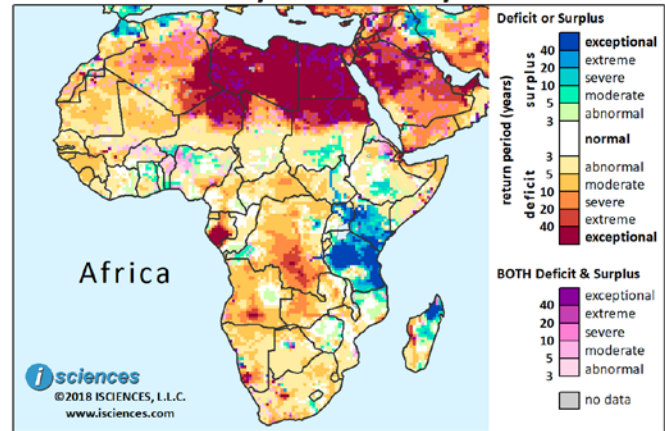 Deficit or Surplus
exceptional
40
extreme
20
severe
10
moderate
5
abnormal
3
normal
3
abnormal
5
moderate
10
severe
20
extreme
40
exceptional
return period (years)
surplus
deficit
BOTH Deficit & Surplus
exceptional
40
extreme
20
severe
10
moderate
5
abnormal
3
no data
Africa
i sciences
©2018 ISCIENCES, L.L.C.
www.isciences.com